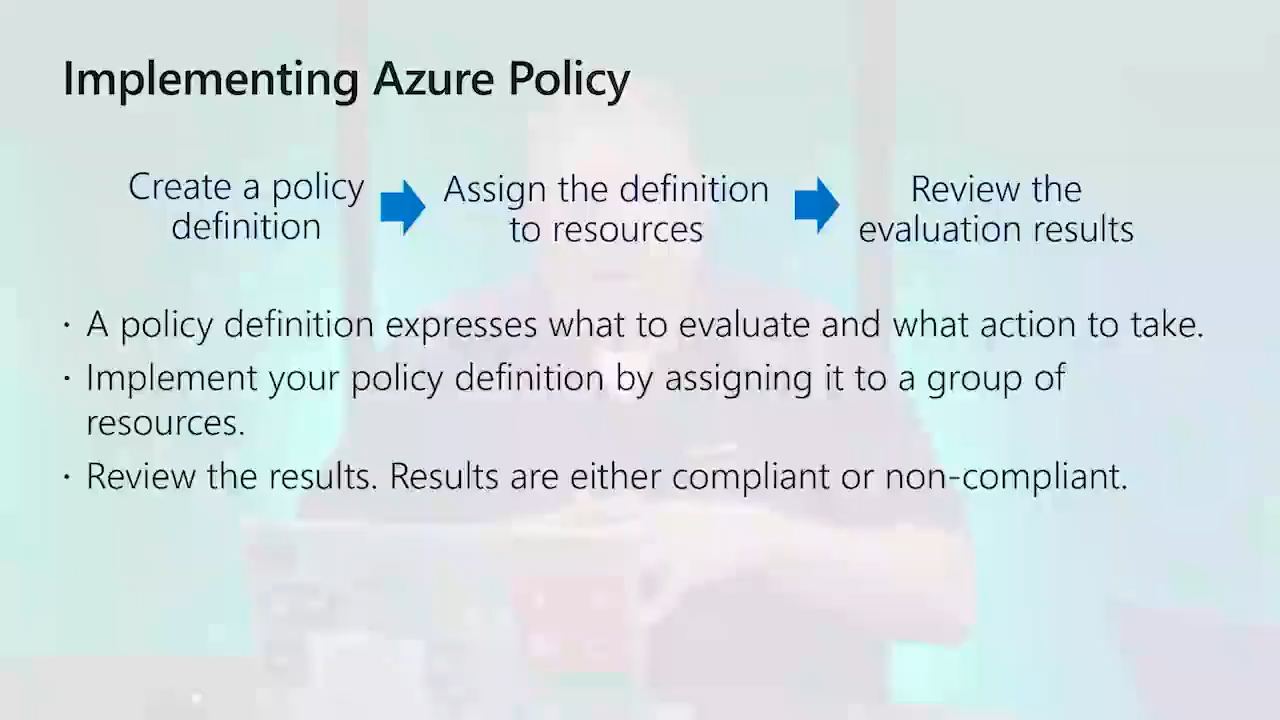 Implementing Azure Policy
Create a policy
definition
Assign the definition
to resources
Review the
evaluation results
· A policy definition expresses what to evaluate and what action to take.
· Implement your policy definition by assigning it to a group of
resources.
· Review the results. Results are either compliant or non-compliant.